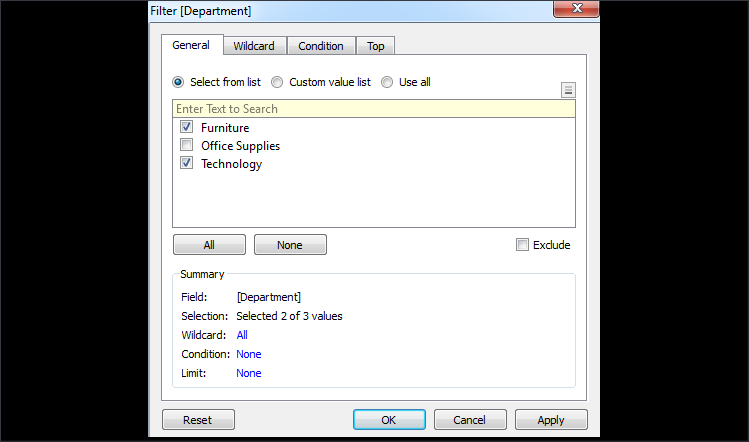 Filter [Department]
General Wildcard Condition Top
Select from list Custom value list Use all
Enter Text to Search
Furniture
Office Supplies
Technology
All None Exclude
Summary
Field: [Department]
Selection: Selected 2 of 3 values
Wildcard: All
Condition: None
Limit: None
Reset OK Cancel Apply